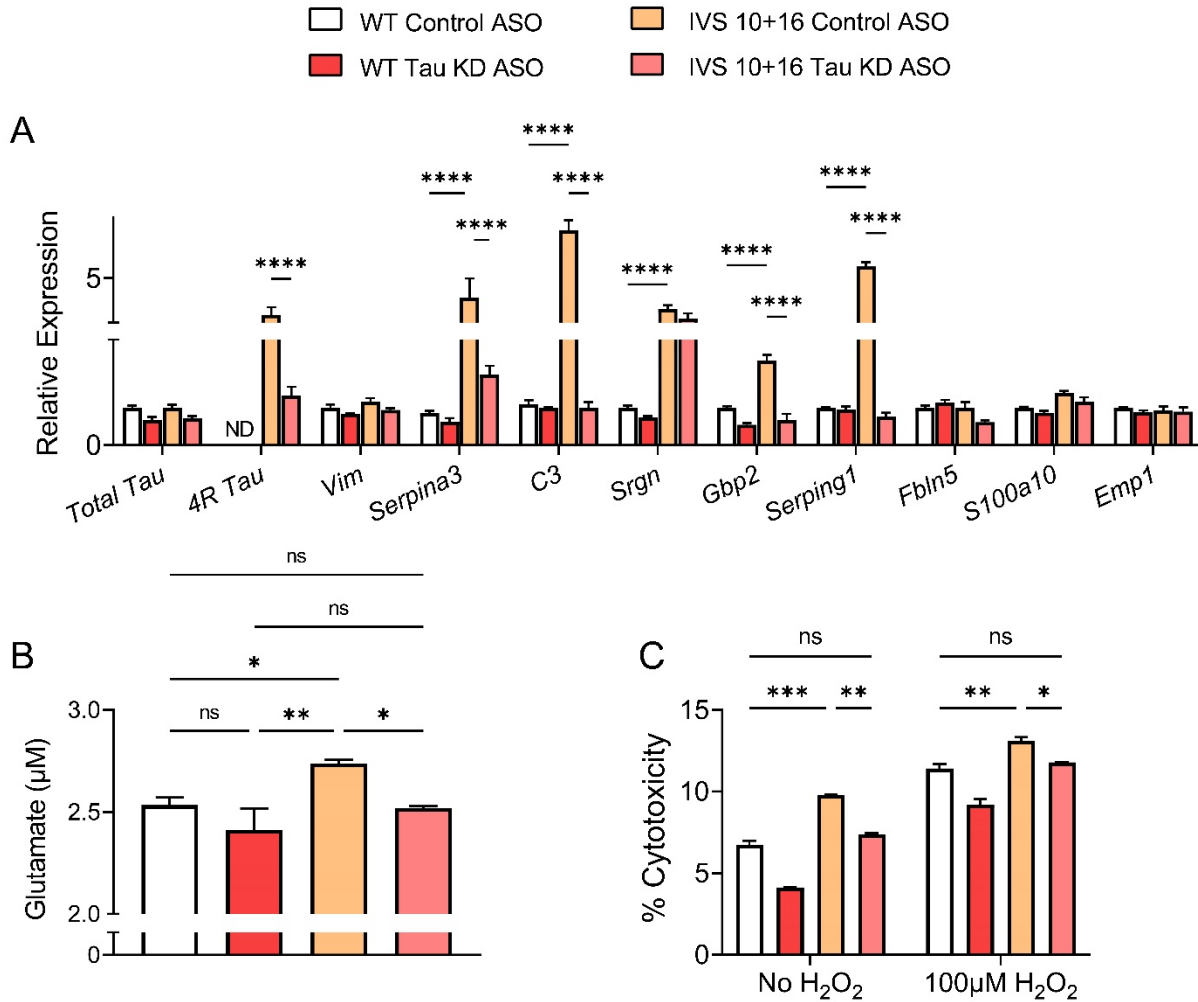 WT Control ASO
IVS 10+16 Control ASO
WT Tau KD ASO
IVS 10+16 Tau KD ASO
A
Relative Expression
5
0
ND
****
****
****
****
****
****
****
****
****
****
Total Tau
4R Tau
Vim
Serpina3
C3
Srgn
Gbp2
Serping1
Fbln5
S100a10
Emp1
B
Glutamate (µM)
3.0
2.5
2.0
0
ns
ns
*
ns
**
*
C
% Cytotoxicity
15
10
5
0
ns
***
**
ns
**
*
No H₂O₂
100µM H₂O₂